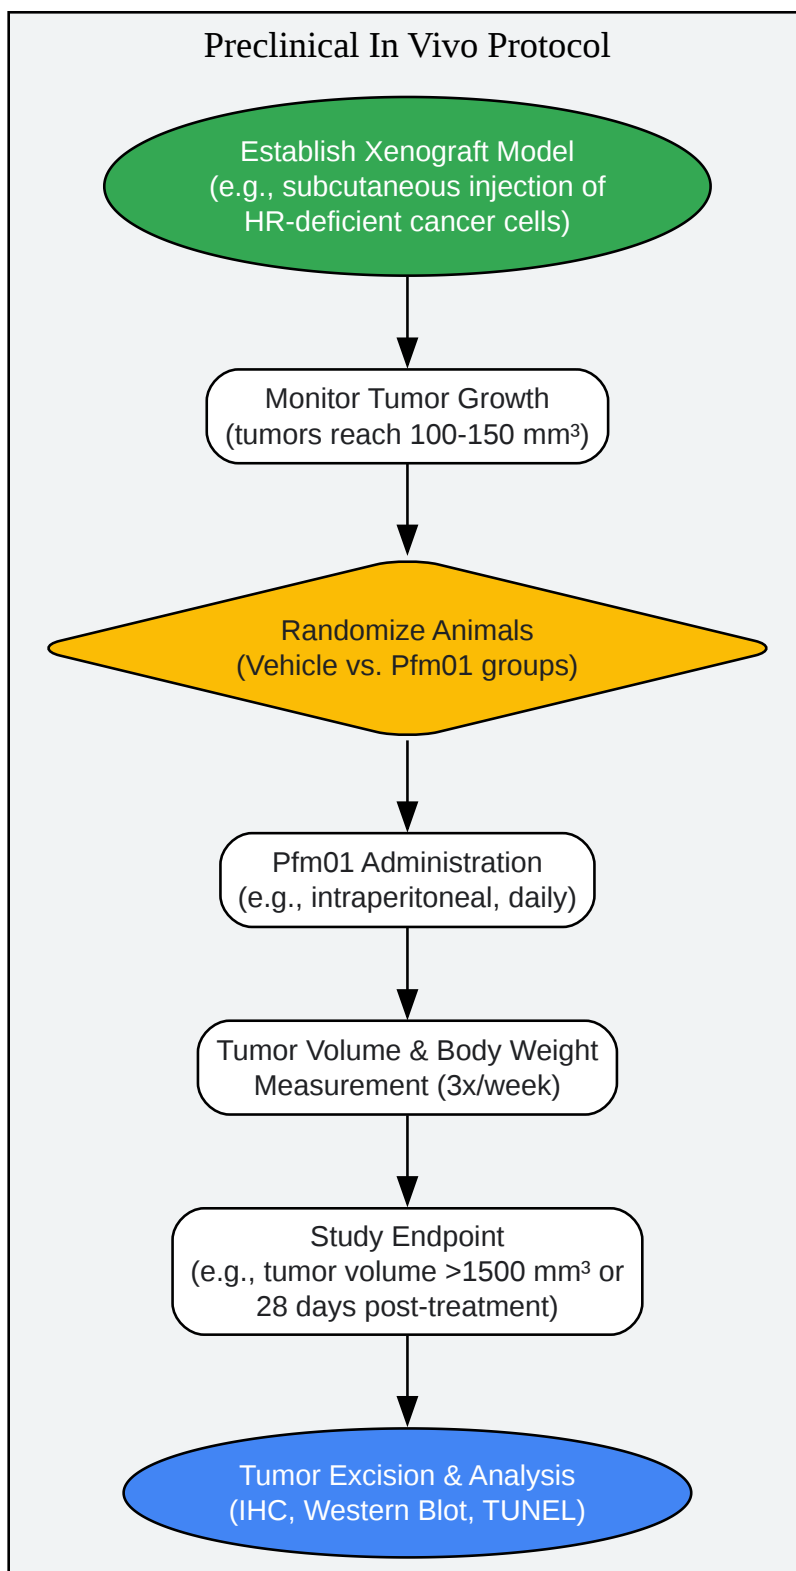 Preclinical In Vivo Protocol
Establish Xenograft Model
(e.g., subcutaneous injection of
HR-deficient cancer cells)
Monitor Tumor Growth
(tumors reach 100-150 mm³)
Randomize Animals
(Vehicle vs. Pfm01 groups)
Pfm01 Administration
(e.g., intraperitoneal, daily)
Tumor Volume & Body Weight
Measurement (3x/week)
Study Endpoint
(e.g., tumor volume >1500 mm³ or
28 days post-treatment)
Tumor Excision & Analysis
(IHC, Western Blot, TUNEL)